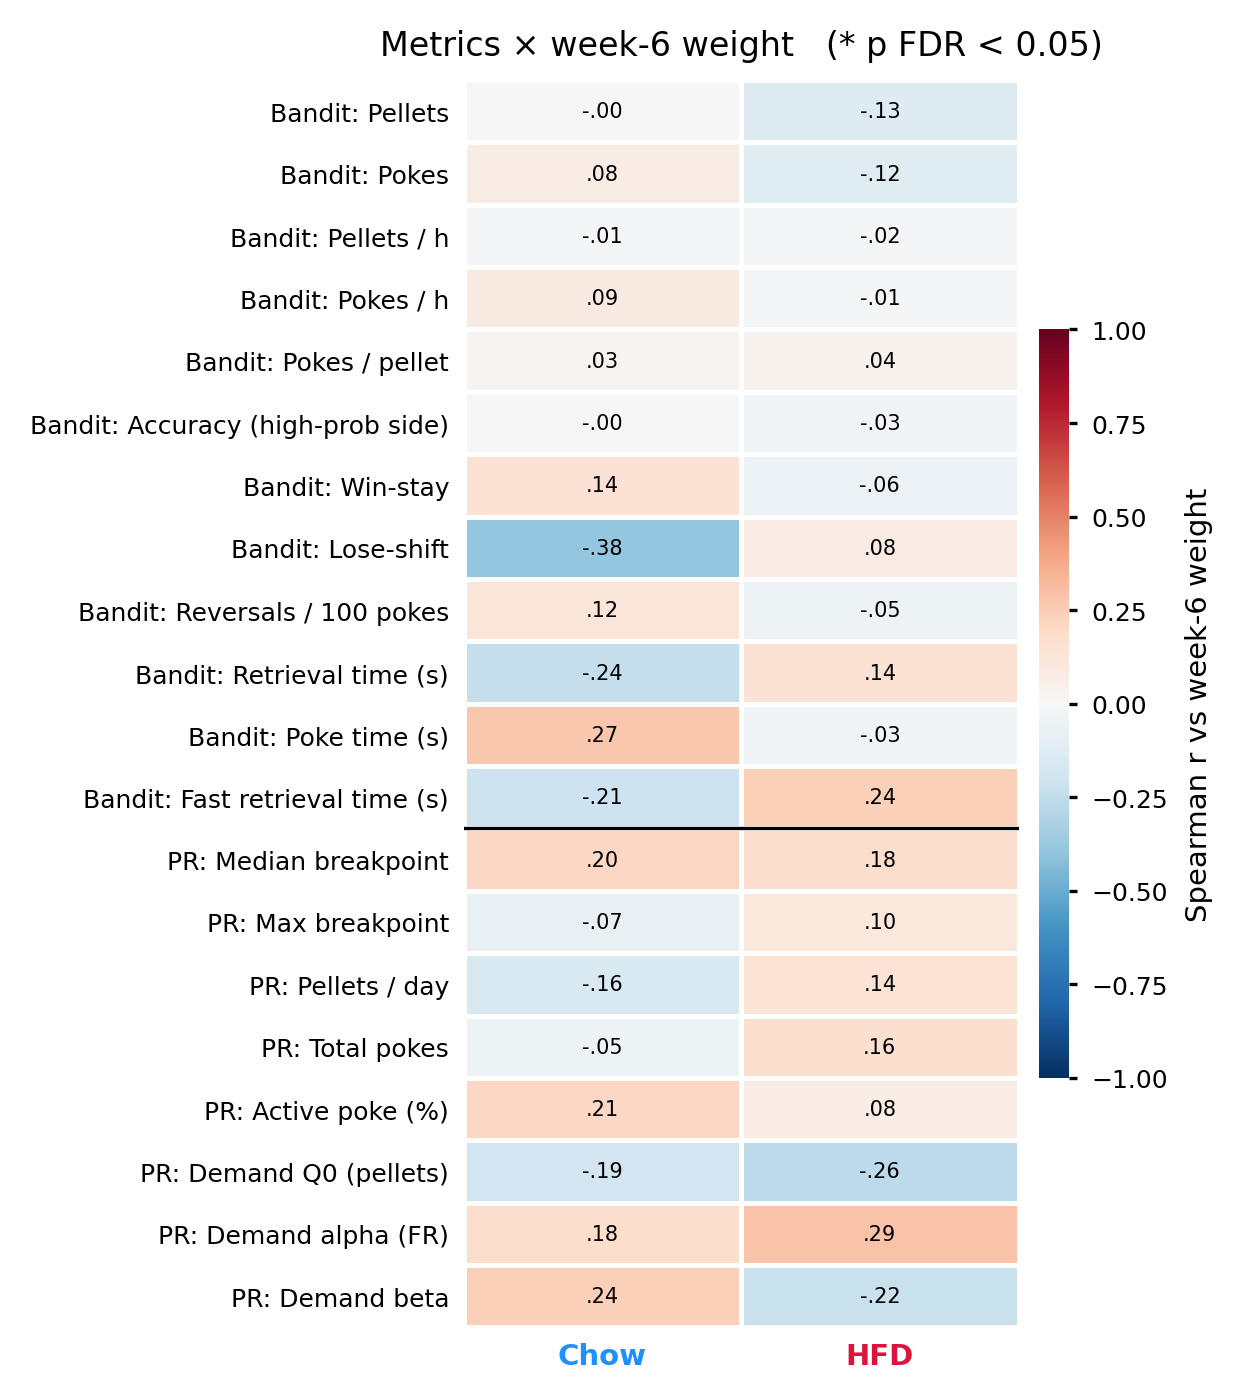 Metrics × week-6 weight (* p FDR < 0.05)
Bandit: Pellets -.00 -.13
Bandit: Pokes .08 -.12
Bandit: Pellets / h -.01 -.02
Bandit: Pokes / h .09 -.01
Bandit: Pokes / pellet .03 .04
Bandit: Accuracy (high-prob side) -.00 -.03
Bandit: Win-stay .14 -.06
Bandit: Lose-shift -.38 .08
Bandit: Reversals / 100 pokes .12 -.05
Bandit: Retrieval time (s) -.24 .14
Bandit: Poke time (s) .27 -.03
Bandit: Fast retrieval time (s) -.21 .24
PR: Median breakpoint .20 .18
PR: Max breakpoint -.07 .10
PR: Pellets / day -.16 .14
PR: Total pokes -.05 .16
PR: Active poke (%) .21 .08
PR: Demand Q0 (pellets) -.19 -.26
PR: Demand alpha (FR) .18 .29
PR: Demand beta .24 -.22
Chow HFD
1.00
0.75
0.50
0.25
0.00
−0.25
−0.50
−0.75
−1.00
Spearman r vs week-6 weight